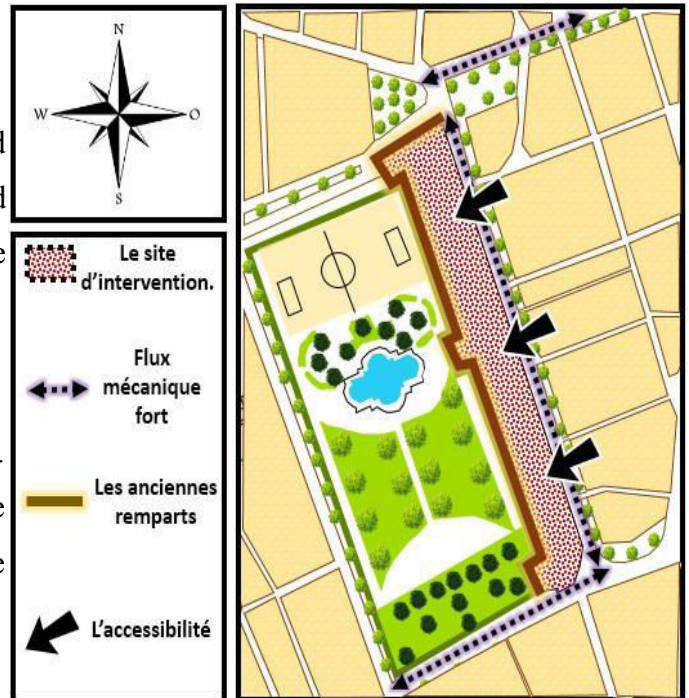 N
W
O
S
d
d
e
Le site
d'intervention.
Flux
mécanique
fort
Les anciennes
remparts
e
e
L'accessibilité